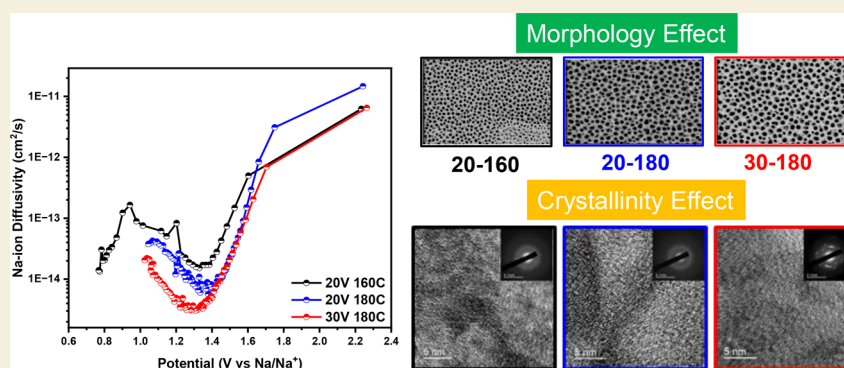 Na-ion Diffusivity (cm²/s)
1E-11
1E-12
1E-13
1E-14
20V 160C
20V 180C
30V 180C
0.6 0.8 1.0 1.2 1.4 1.6 1.8 2.0 2.2 2.4
Potential (V vs Na/Na⁺)
Morphology Effect
20-160 20-180 30-180
Crystallinity Effect
5 nm 5 nm 5 nm